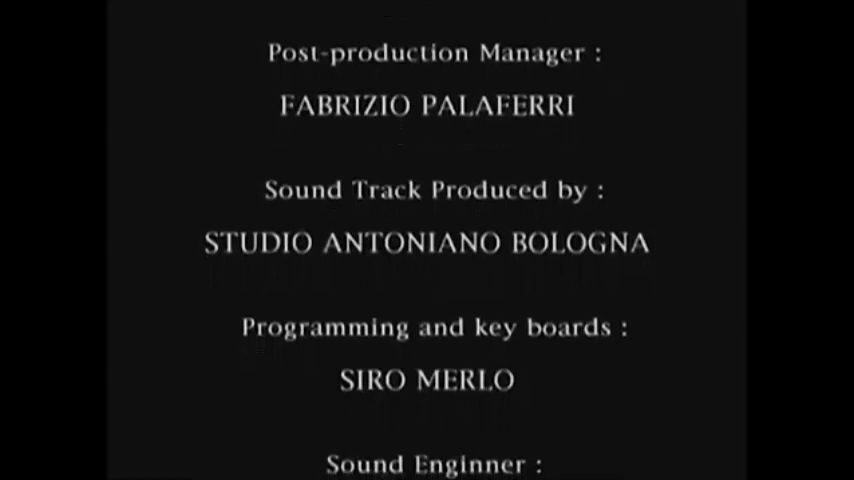 Post-production Manager :
FABRIZIO PALAFERRI
Sound Track Produced by :
STUDIO ANTONIANO BOLOGNA
Programming and key boards :
SIRO MERLO
Sound Enginner :